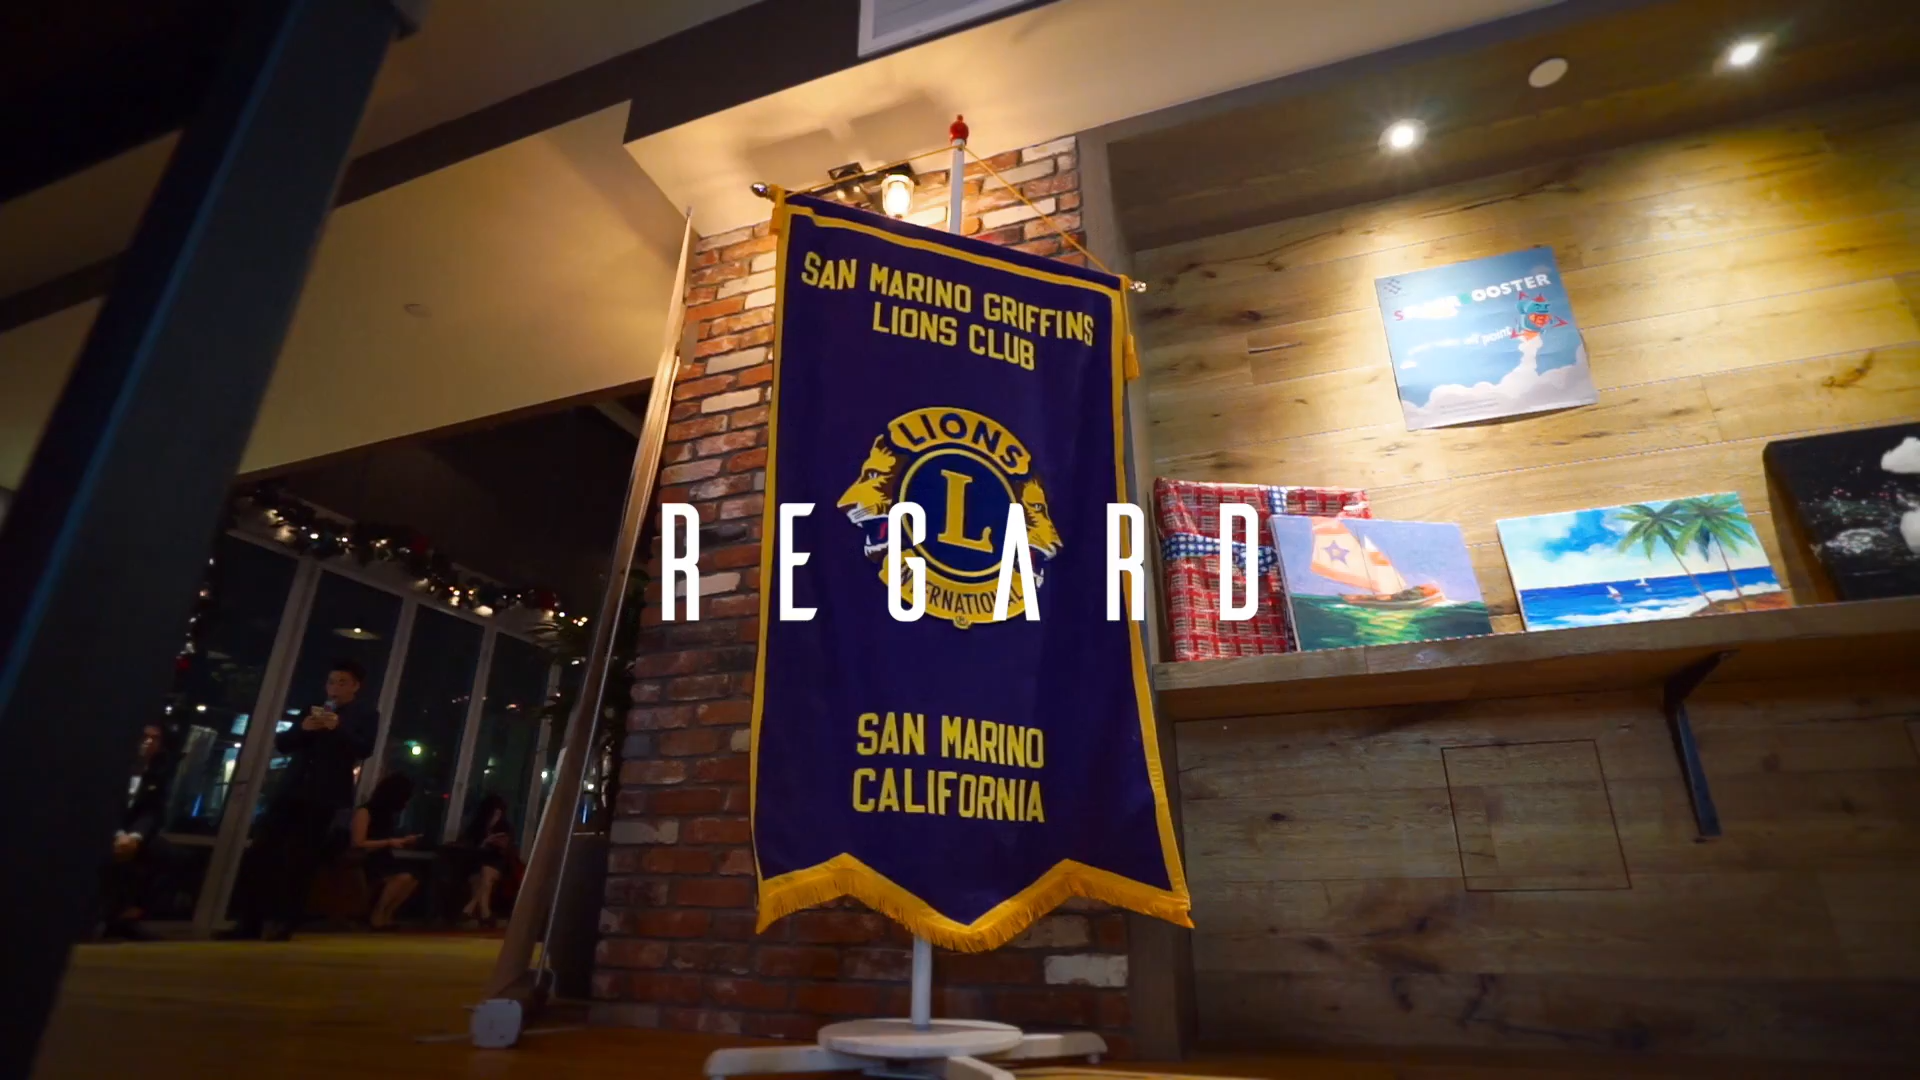 SAN MARINO GRIFFINS
LIONS CLUB
LIONS
L
INTERNATIONAL
®
REGARD
SAN MARINO
CALIFORNIA